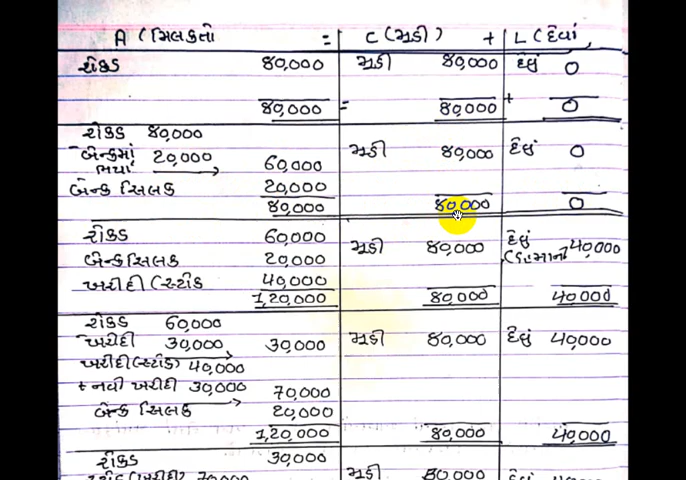 A (મિલકતો = C (મૂડી) + L (દેવાં
રોકડ 80,000 મૂડી 80,000 દેવું 0
80,000 = 80,000 + 0
રોકડ 80,000
- બેન્કમાં 20,000 60,000 મૂડી 80,000 દેવું 0
ભર્યા
બેન્ક સિલક 20,000
80,000 80,000 0
રોકડ 60,000 દેવું
બેન્ક સિલક 20,000 મૂડી 80,000 40,000
ખરીદી (સ્ટોક 40,000
1,20,000 80,000 40000
રોકડ 60,000
- ખરીદી 30,000 30,000 મૂડી 80,000 દેવું 40,000
ખરીદી (સ્ટોક) 40,000
+ નવી ખરીદી 30,000 70,000
બેન્ક સિલક 20,000
1,20,000 80,000 40,000
રોકડ 30,000
મૂડી 80,000